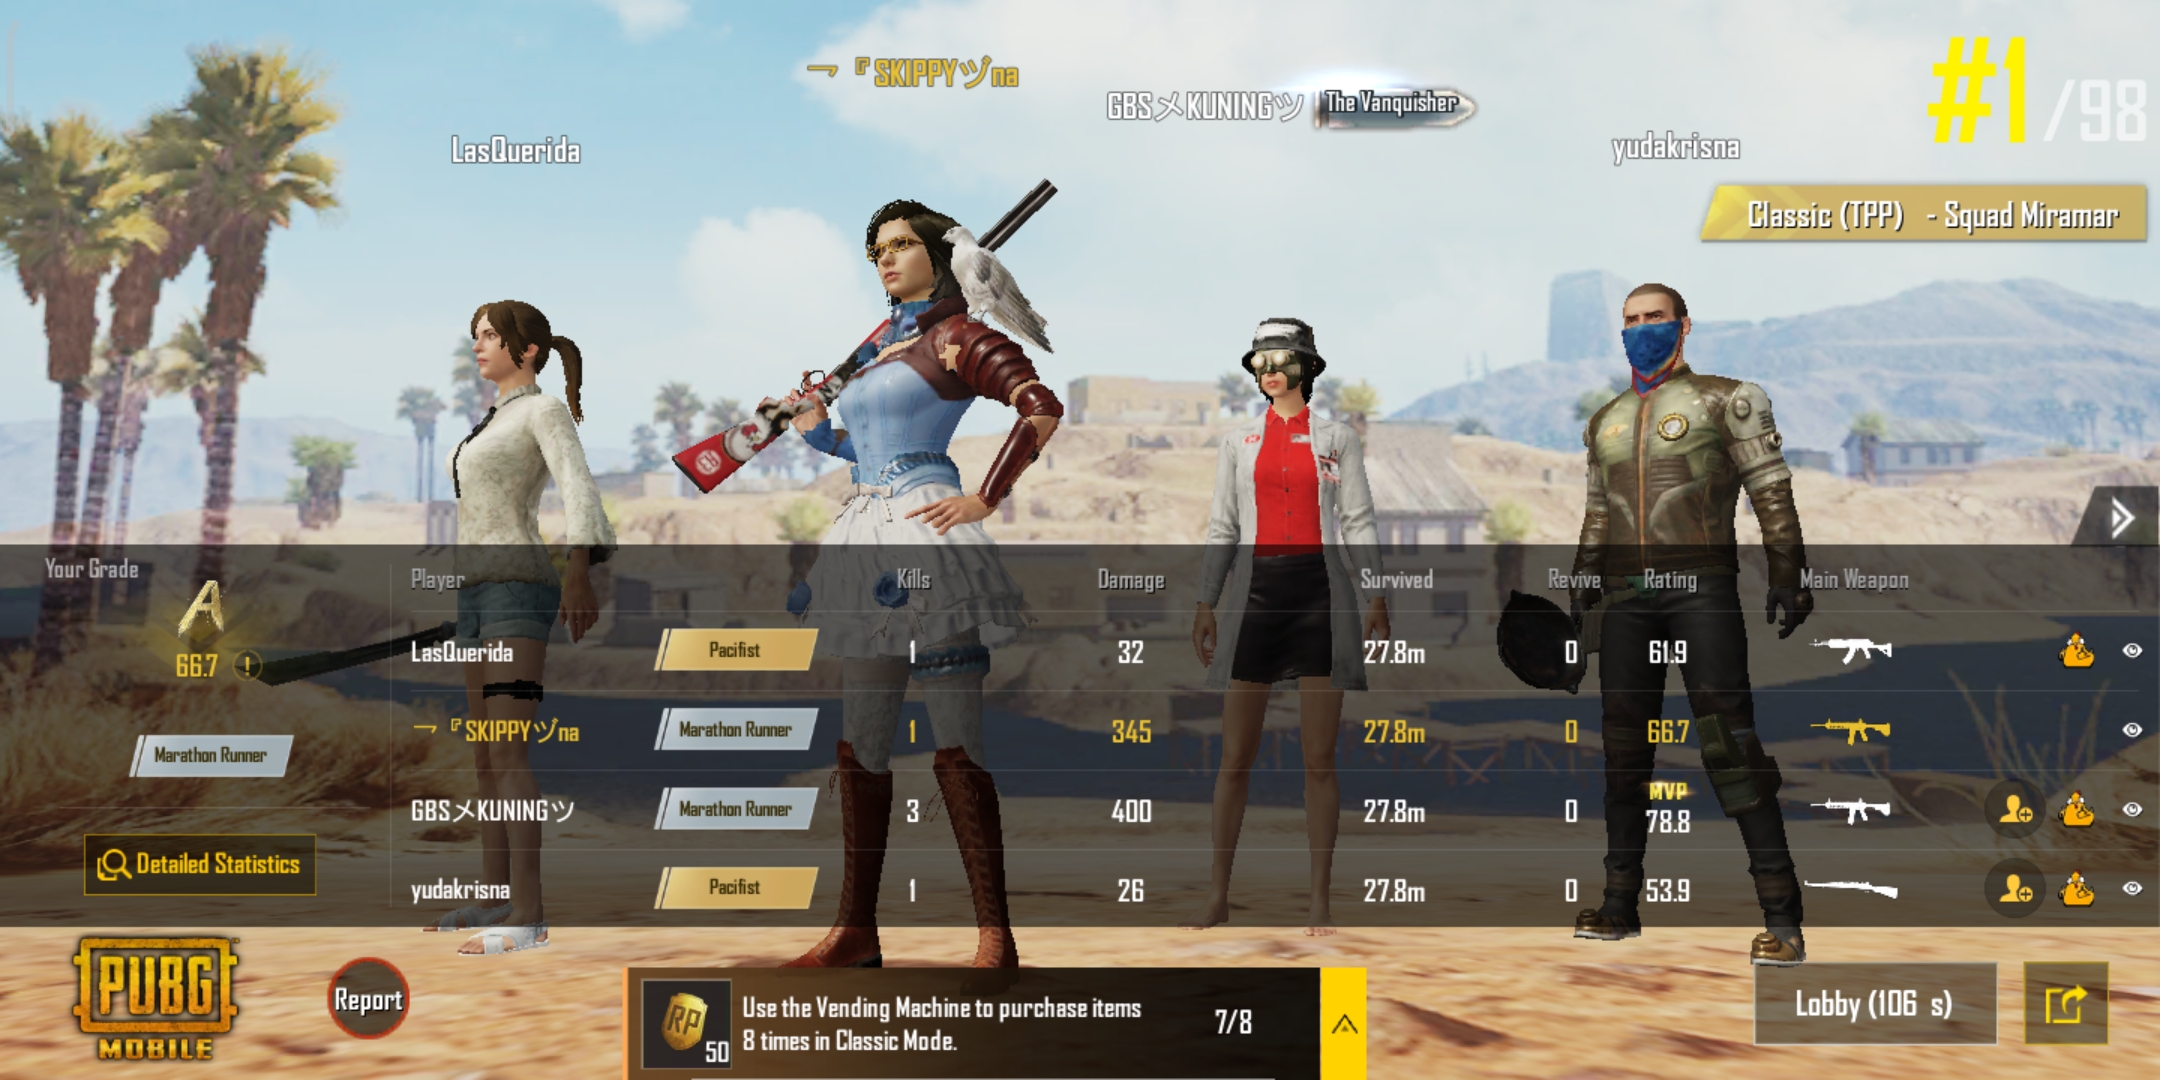 #1/98
Classic (TPP) - Squad Miramar
LasQuerida
㇖『SKIPPYヅna
GBSメKUNINGツ The Vanquisher
yudakrisna
Your Grade
A
66.7 !
Marathon Runner
Detailed Statistics
Player Kills Damage Survived Revive Rating Main Weapon
LasQuerida Pacifist 1 32 27.8m 0 61.9
㇖『SKIPPYヅna Marathon Runner 1 345 27.8m 0 66.7
GBSメKUNINGツ Marathon Runner 3 400 27.8m 0 MVP 78.8
yudakrisna Pacifist 1 26 27.8m 0 53.9
PUBG
MOBILE
Report
RP 50
Use the Vending Machine to purchase items
8 times in Classic Mode.
7/8
Lobby (106 s)